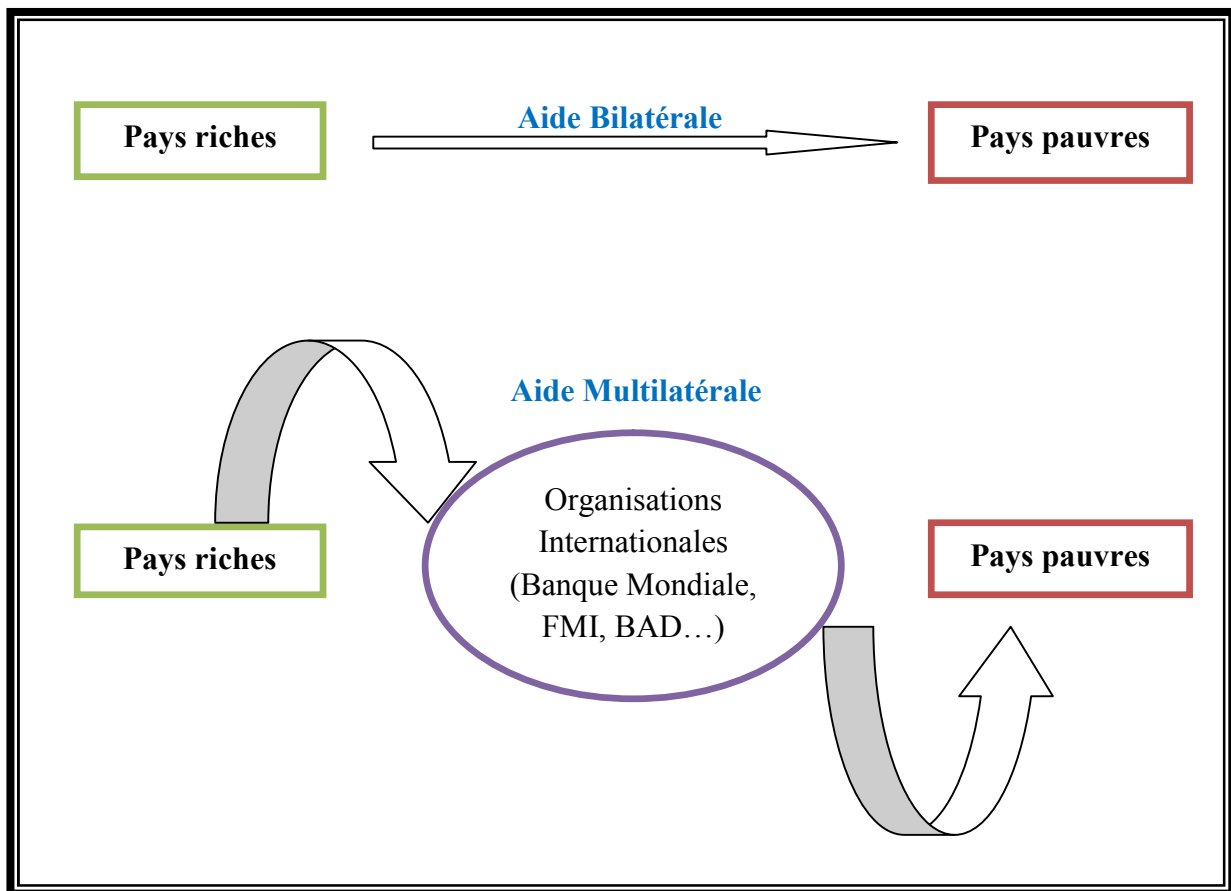 Pays riches
Aide Bilatérale
Pays pauvres
Aide Multilatérale
Pays riches
Organisations
Internationales
(Banque Mondiale,
FMI, BAD…)
Pays pauvres